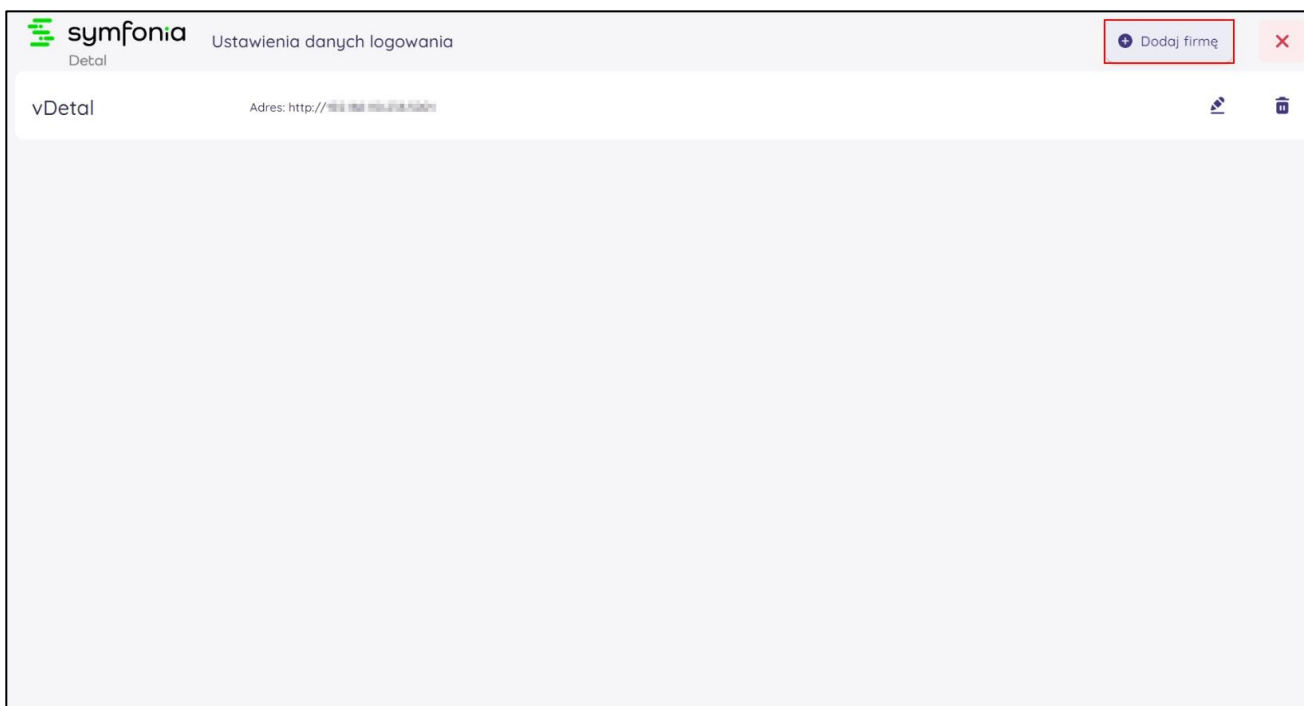 symfonia
Detal
Ustawienia danych logowania
Dodaj firmę
vDetal
Adres: http://